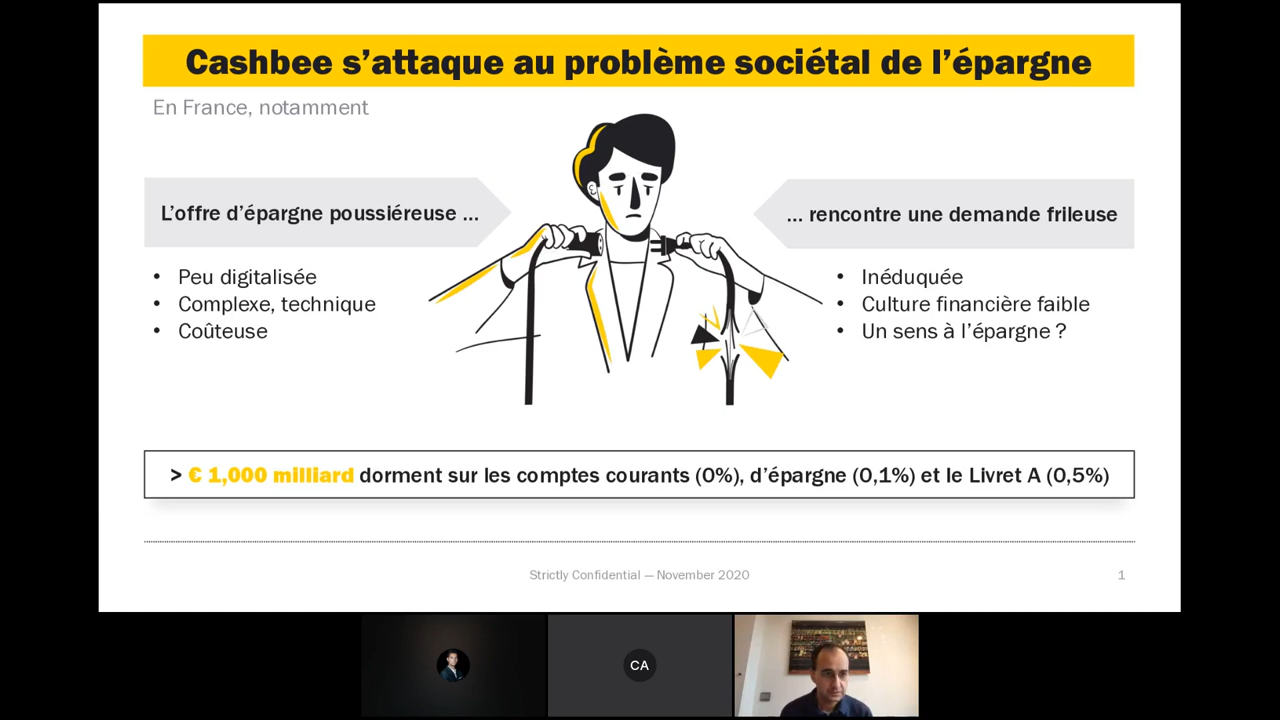 Cashbee s’attaque au problème sociétal de l’épargne
En France, notamment
L’offre d’épargne poussiéreuse ...
• Peu digitalisée
• Complexe, technique
• Coûteuse
... rencontre une demande frileuse
• Inéduquée
• Culture financière faible
• Un sens à l’épargne ?
> € 1,000 milliard dorment sur les comptes courants (0%), d’épargne (0,1%) et le Livret A (0,5%)
Strictly Confidential — November 2020
1
CA